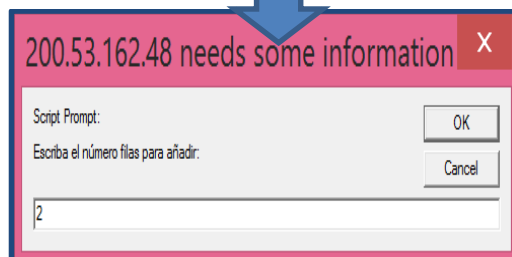 200.53.162.48 needs some information X
Script Prompt:
OK
Escriba el número filas para añadir:
Cancel
2